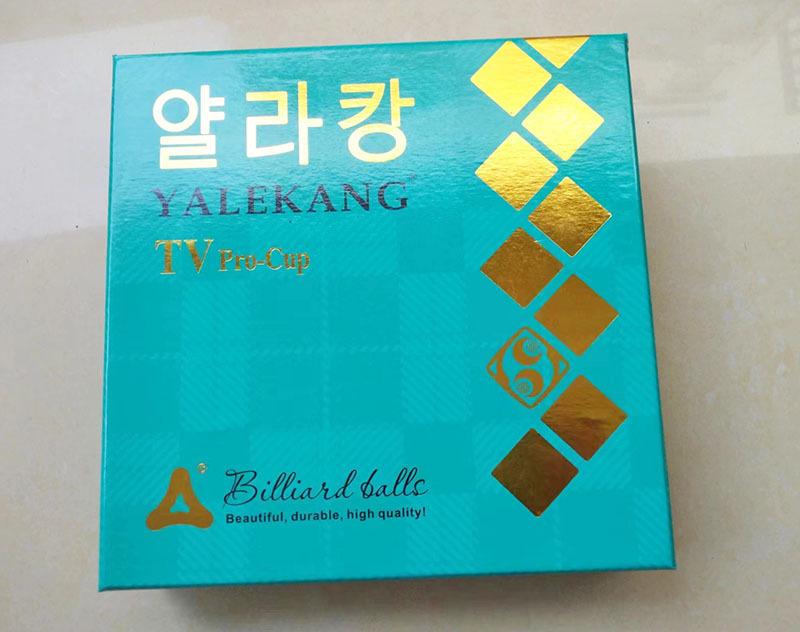 얄라캉
YALEKANG
TV Pro-Cup
Billiard balls
Beautiful, durable, high quality!